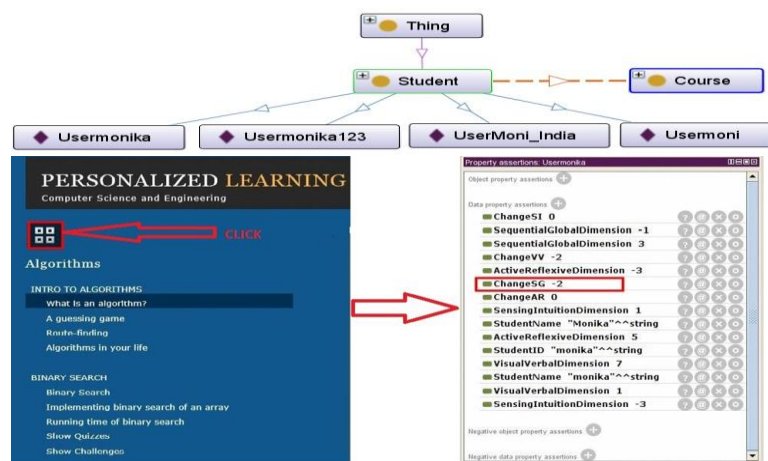 Thing
Student
Course
Usermonika
Usermonika123
UserMoni_India
Usermoni
PERSONALIZED LEARNING
Computer Science and Engineering
CLICK
Algorithms
INTRO TO ALGORITHMS
What is an algorithm?
A guessing game
Route-finding
Algorithms in your life
BINARY SEARCH
Binary Search
Implementing binary search of an array
Running time of binary search
Show Quizzes
Show Challenges
Property assertions: Usermonika
Object property assertions
Data property assertions
ChangeSI 0
SequentialGlobalDimension -1
SequentialGlobalDimension 3
ChangeVV -2
ActiveReflexiveDimension -3
ChangeSG -2
ChangeAR 0
SensingIntuitionDimension 1
StudentName "Monika"^^string
ActiveReflexiveDimension 5
StudentID "monika"^^string
VisualVerbalDimension 7
StudentName "monika"^^string
VisualVerbalDimension 1
SensingIntuitionDimension -3
Negative object property assertions
Negative data property assertions